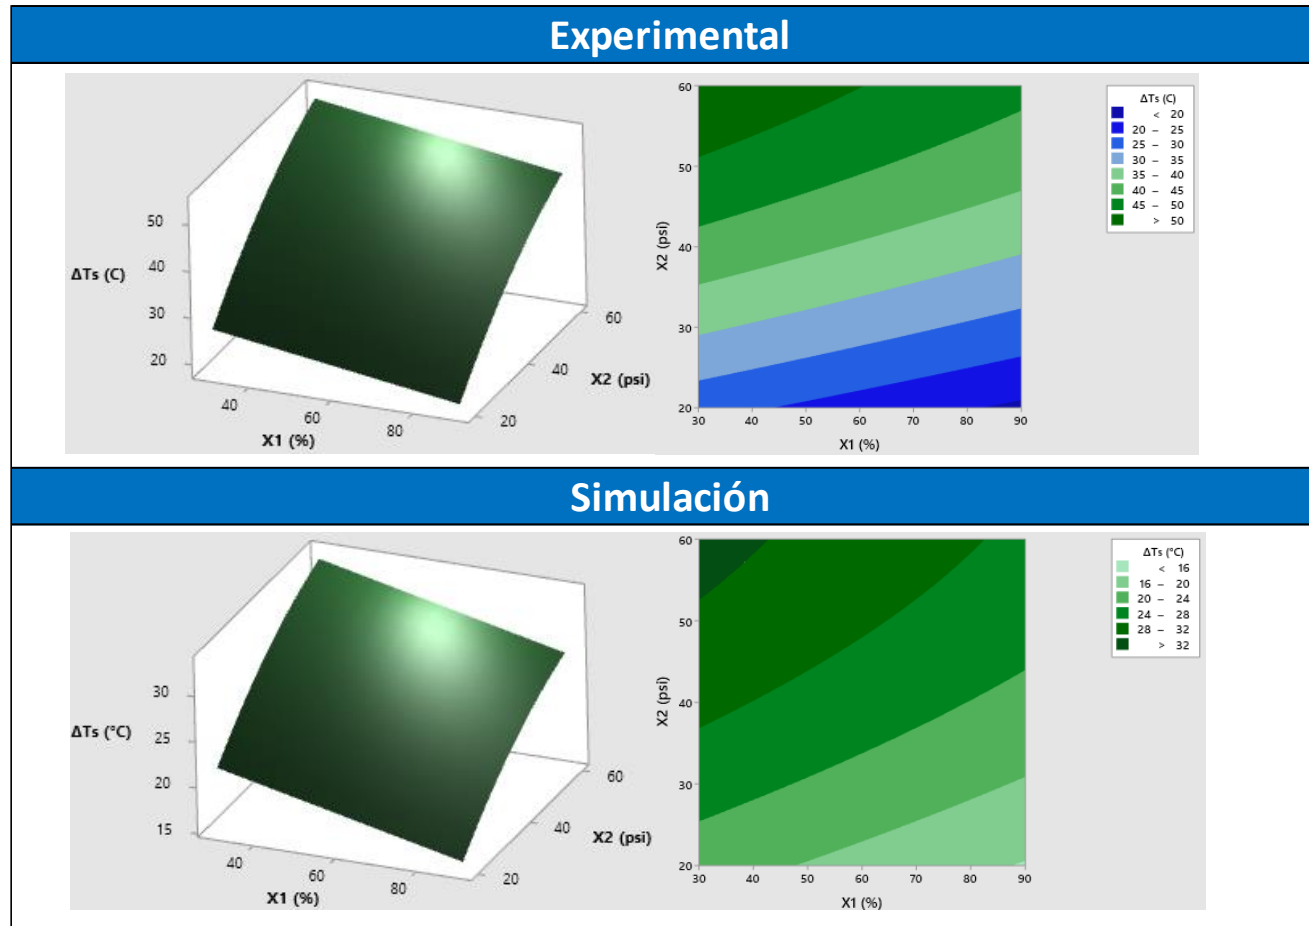 Experimental
50
40
30
20
ΔTs (C)
40
60
80
X1 (%)
20
40
60
X2 (psi)
60
50
40
30
20
X2 (psi)
30
40
50
60
70
80
90
X1 (%)
ΔTs (C)
< 20
20 – 25
25 – 30
30 – 35
35 – 40
40 – 45
45 – 50
> 50
Simulación
30
25
20
15
ΔTs (°C)
40
60
80
X1 (%)
20
40
60
X2 (psi)
60
50
40
30
20
X2 (psi)
30
40
50
60
70
80
90
X1 (%)
ΔTs (°C)
< 16
16 – 20
20 – 24
24 – 28
28 – 32
> 32